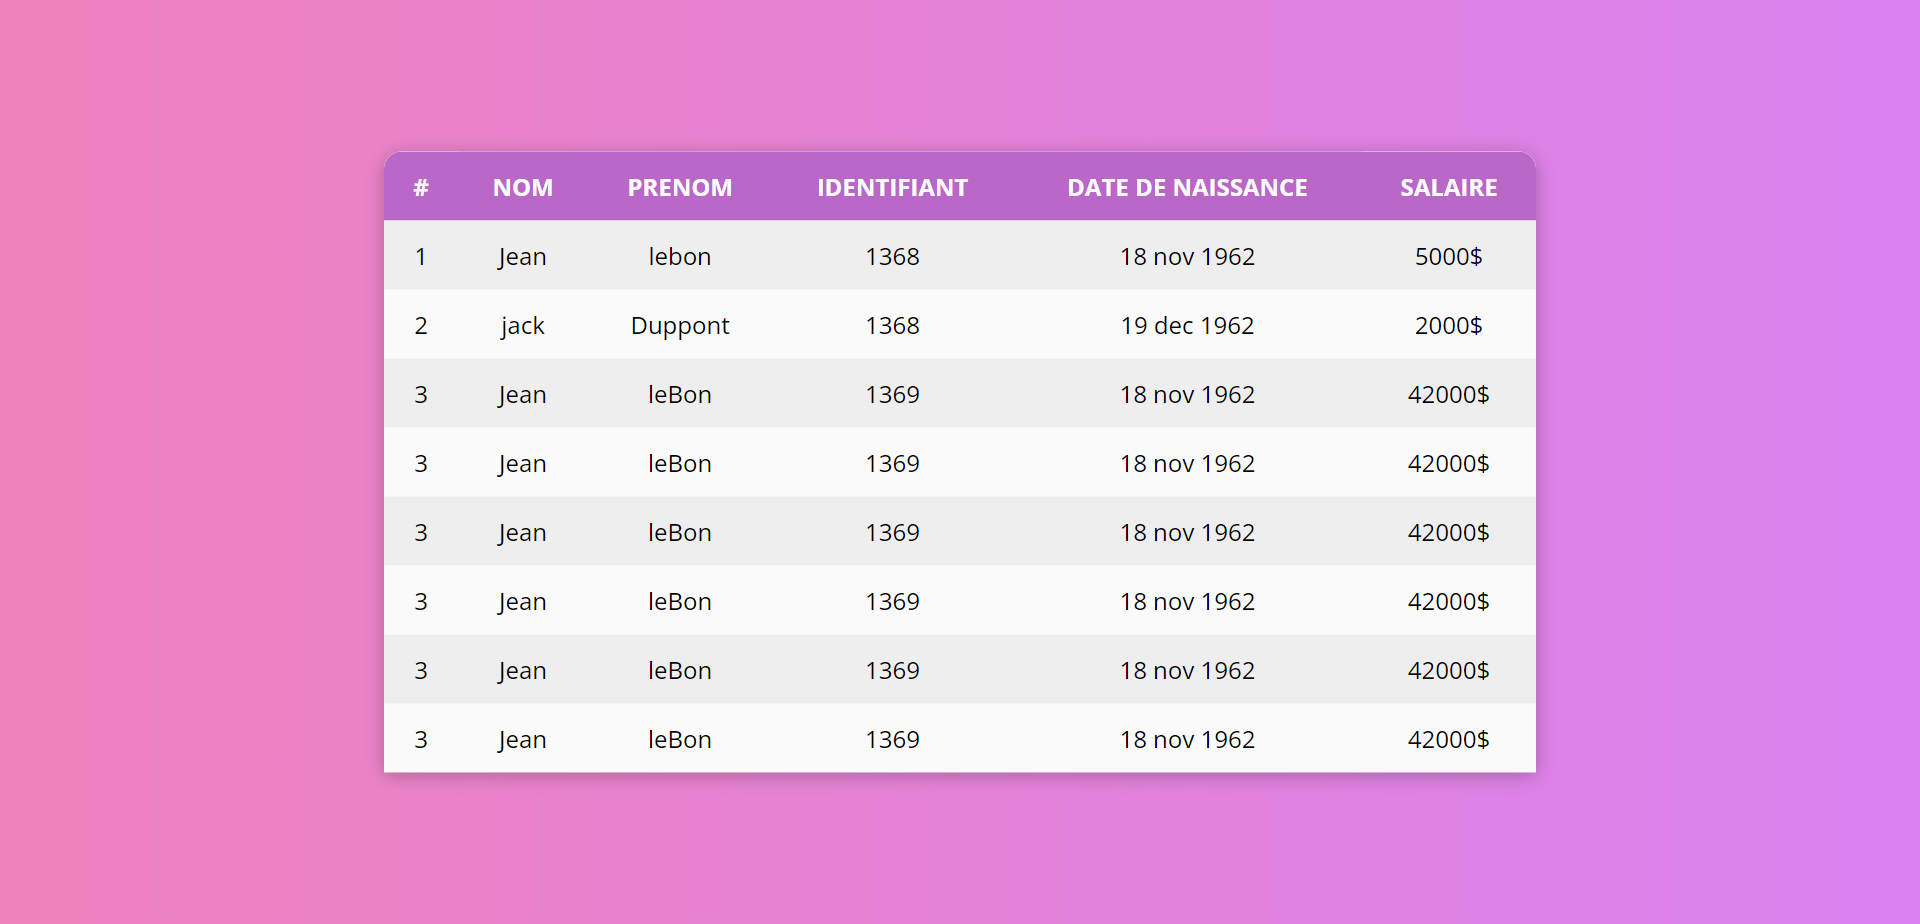 # NOM PRENOM IDENTIFIANT DATE DE NAISSANCE SALAIRE
1 Jean lebon 1368 18 nov 1962 5000$
2 jack Duppont 1368 19 dec 1962 2000$
3 Jean leBon 1369 18 nov 1962 42000$
3 Jean leBon 1369 18 nov 1962 42000$
3 Jean leBon 1369 18 nov 1962 42000$
3 Jean leBon 1369 18 nov 1962 42000$
3 Jean leBon 1369 18 nov 1962 42000$
3 Jean leBon 1369 18 nov 1962 42000$